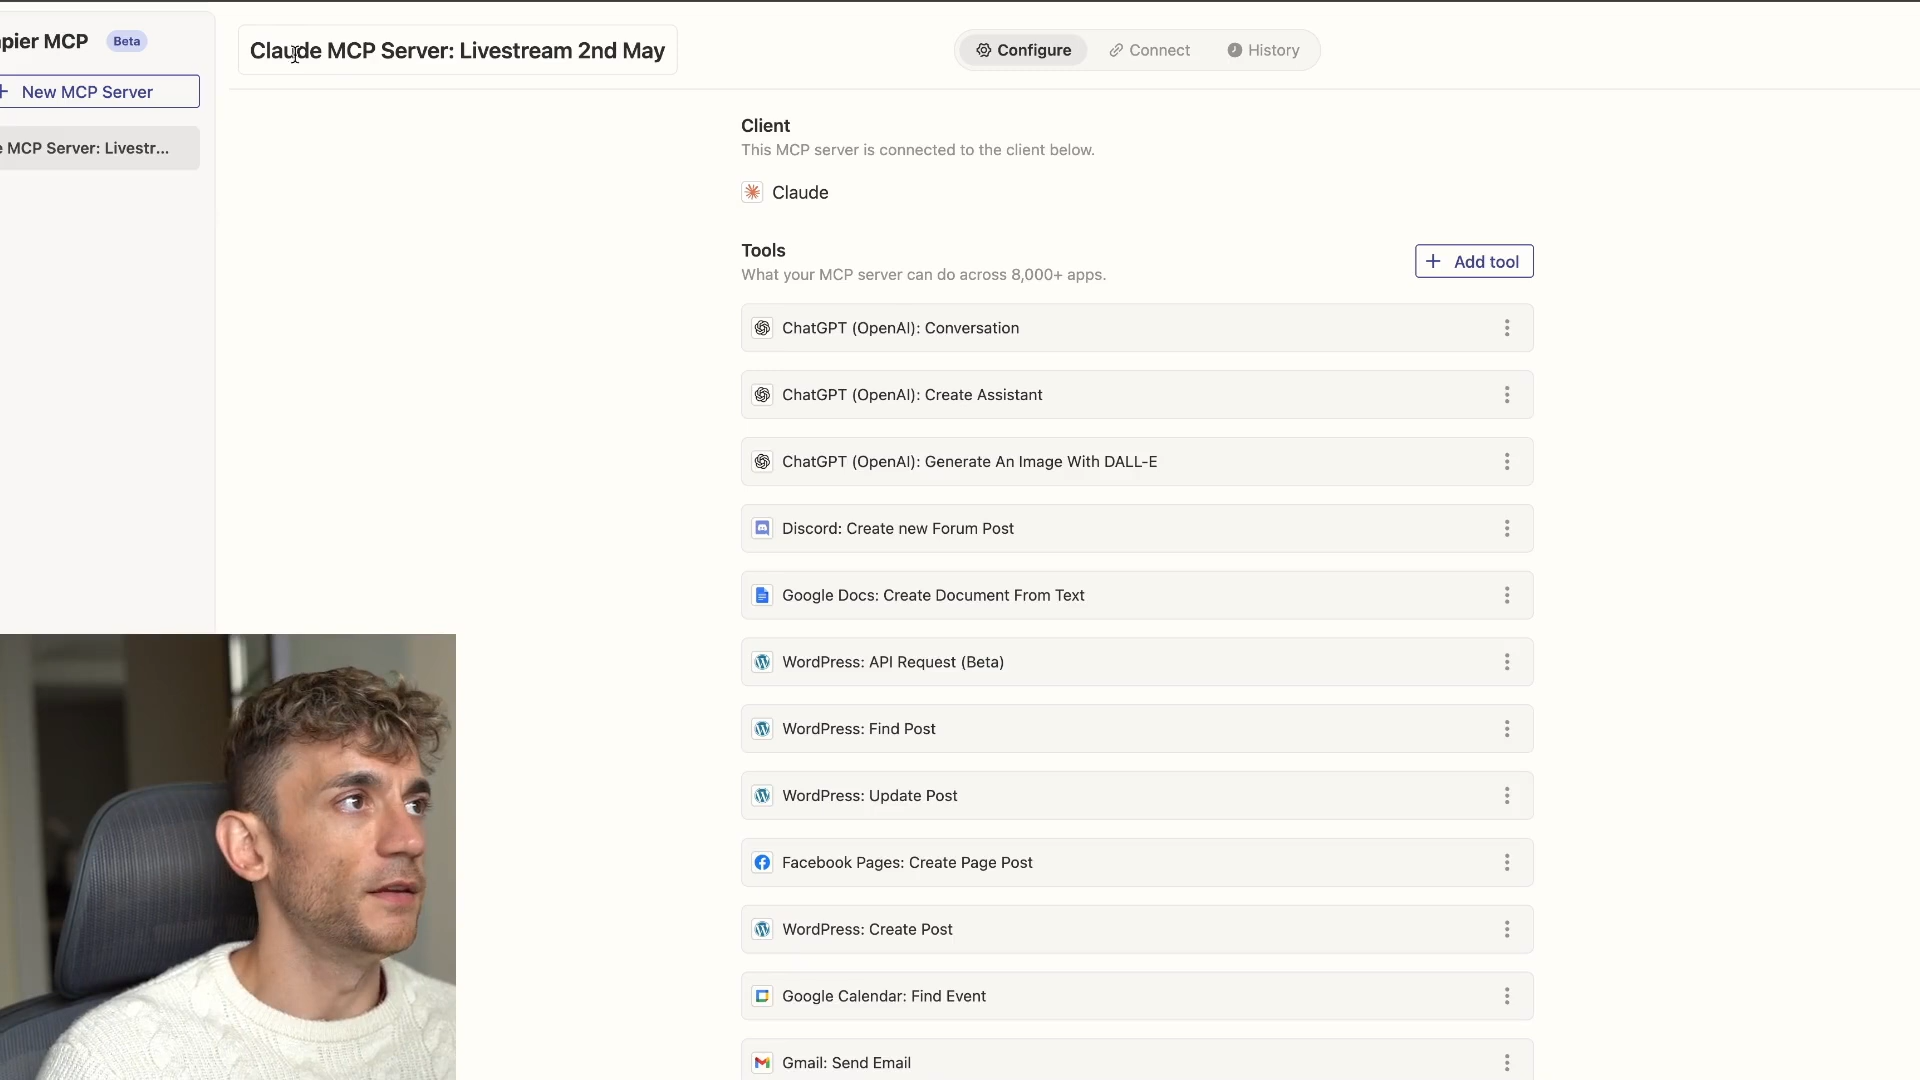 apier MCP Beta
New MCP Server
e MCP Server: Livestr...
Claude MCP Server: Livestream 2nd May
Configure
Connect
History
Client
This MCP server is connected to the client below.
Claude
Tools
What your MCP server can do across 8,000+ apps.
Add tool
ChatGPT (OpenAI): Conversation
ChatGPT (OpenAI): Create Assistant
ChatGPT (OpenAI): Generate An Image With DALL-E
Discord: Create new Forum Post
Google Docs: Create Document From Text
WordPress: API Request (Beta)
WordPress: Find Post
WordPress: Update Post
Facebook Pages: Create Page Post
WordPress: Create Post
Google Calendar: Find Event
Gmail: Send Email